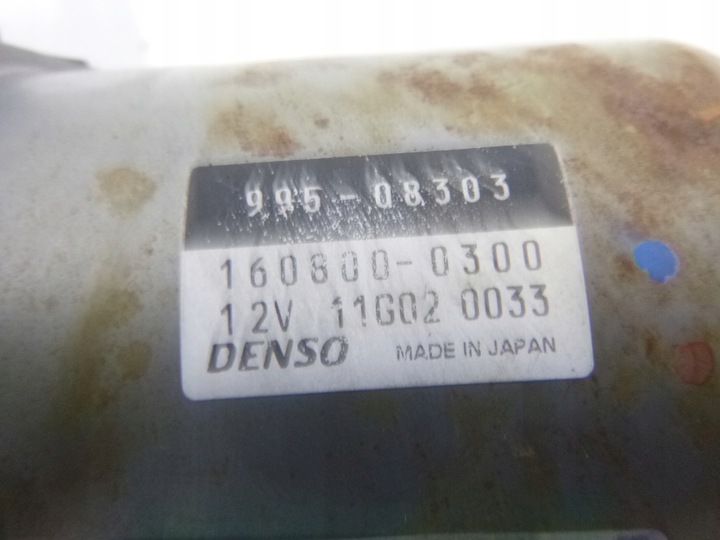 995-08303
160800-0300
12V 11G02 0033
DENSO MADE IN JAPAN